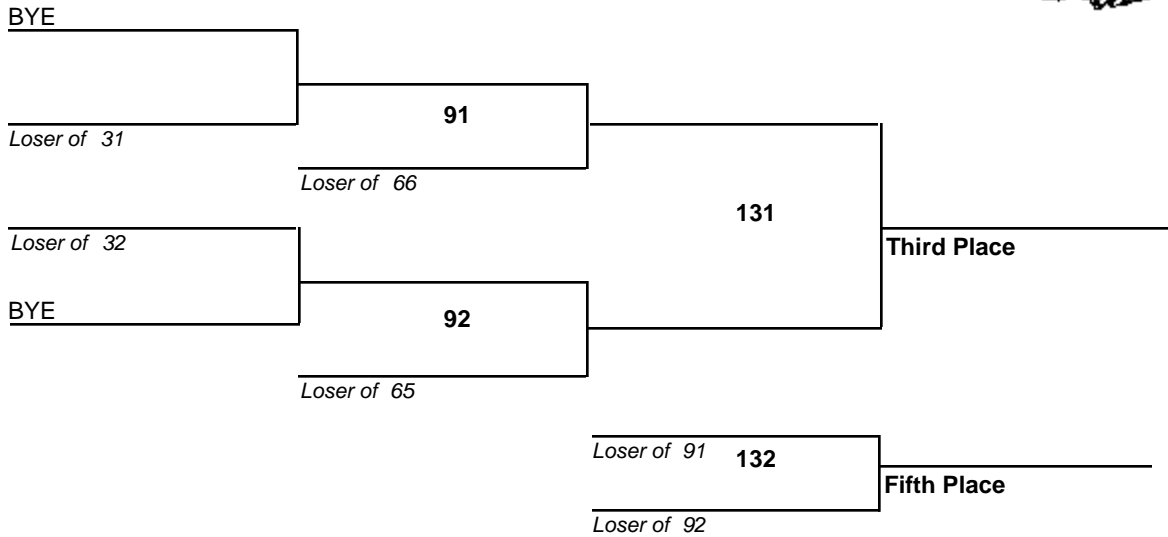 BYE
91
Loser of 31
Loser of 66
131
Loser of 32
Third Place
BYE
92
Loser of 65
Loser of 91
132
Fifth Place
Loser of 92